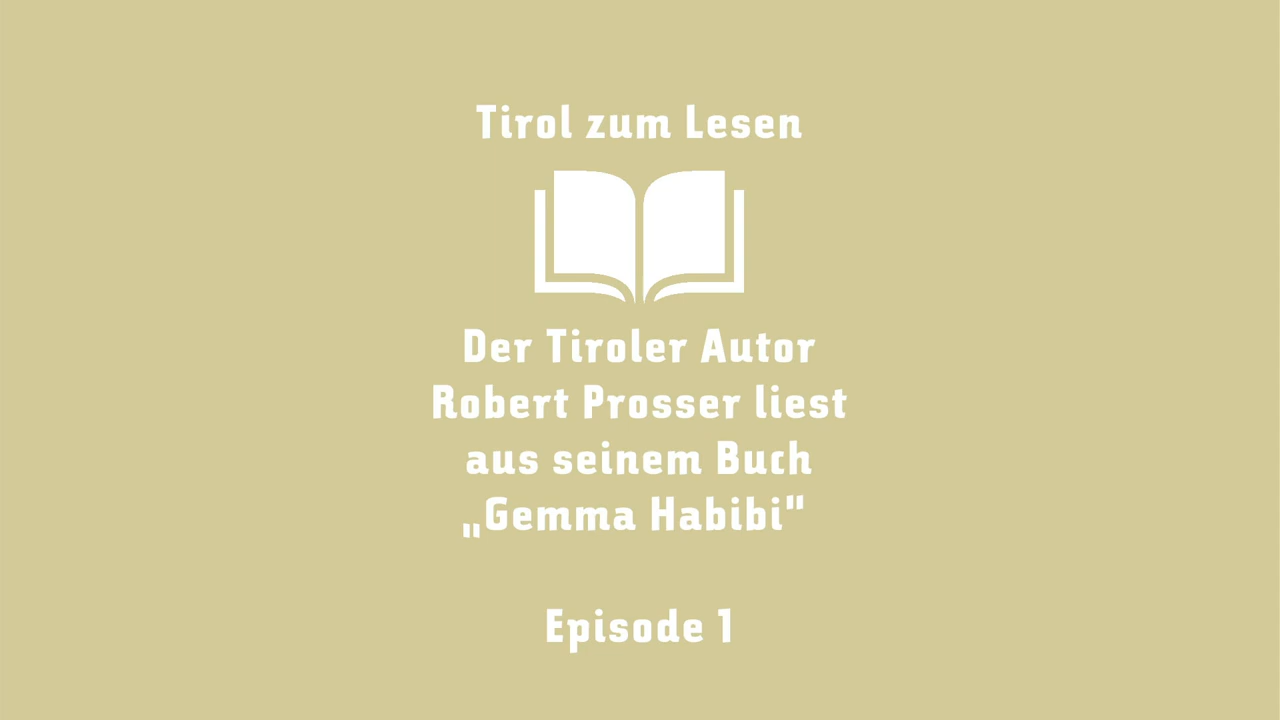 Tirol zum Lesen
Der Tiroler Autor
Robert Prosser liest
aus seinem Buch
„Gemma Habibi"
Episode 1